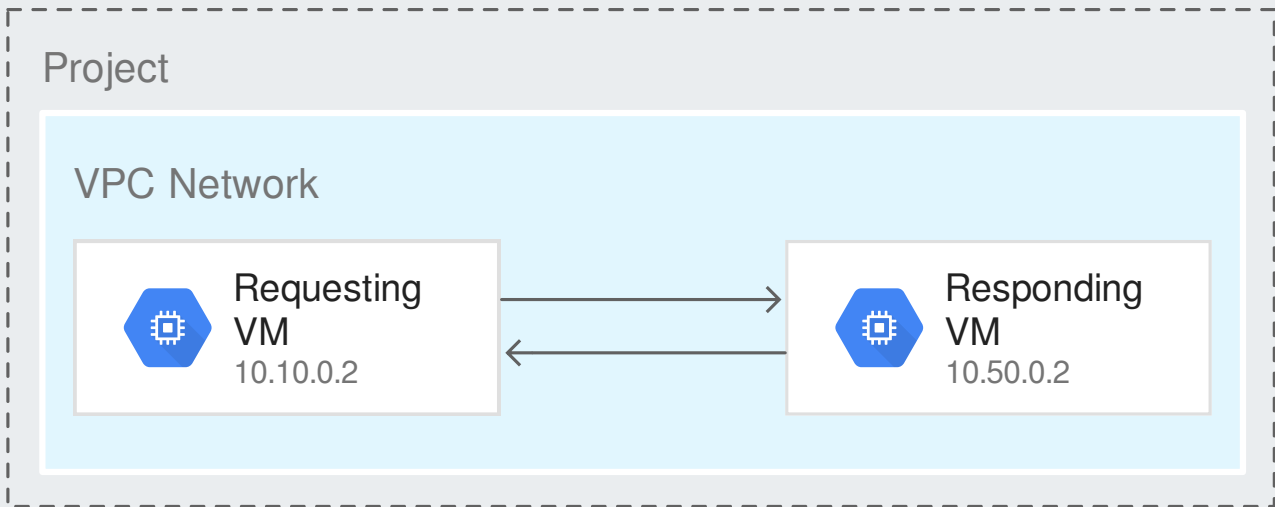 Project
VPC Network
Requesting
VM
10.10.0.2
Responding
VM
10.50.0.2